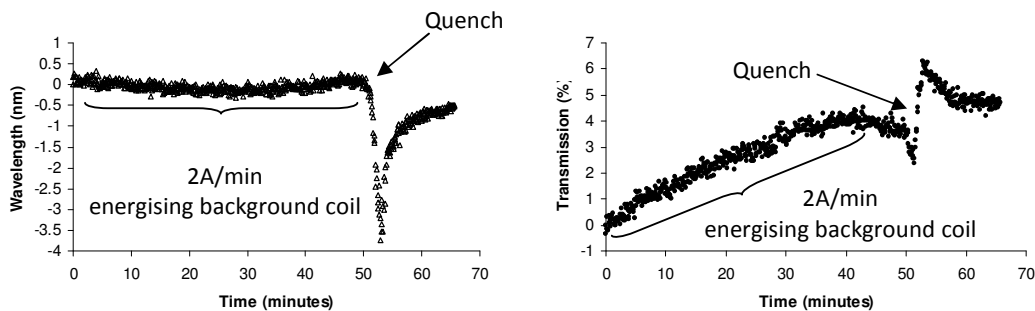 Quench
1
0.5
0
-0.5
-1
-1.5
-2
-2.5
-3
-3.5
-4
Wavelength (nm)
2A/min
energising background coil
0 10 20 30 40 50 60 70
Time (minutes)
7
6
5
4
3
2
1
0
-1
Transmission (%)
Quench
2A/min
energising background coil
0 10 20 30 40 50 60 70
Time (minutes)